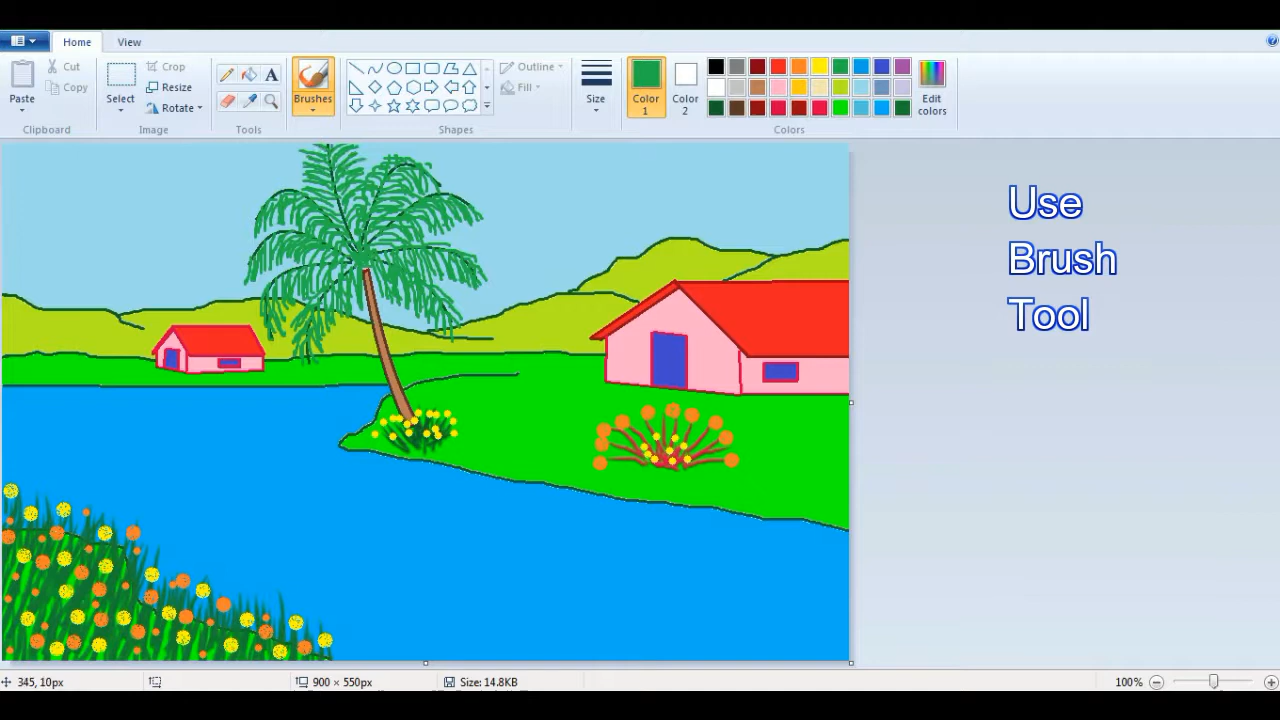 Home View
Cut
Copy
Paste
Clipboard
Select
Crop
Resize
Rotate
Image
A
Tools
Brushes
Outline
Fill
Shapes
Size
Color
1
Color
2
Edit
colors
Colors
Use
Brush
Tool
345, 10px
900 × 550px
Size: 14.8KB
100%